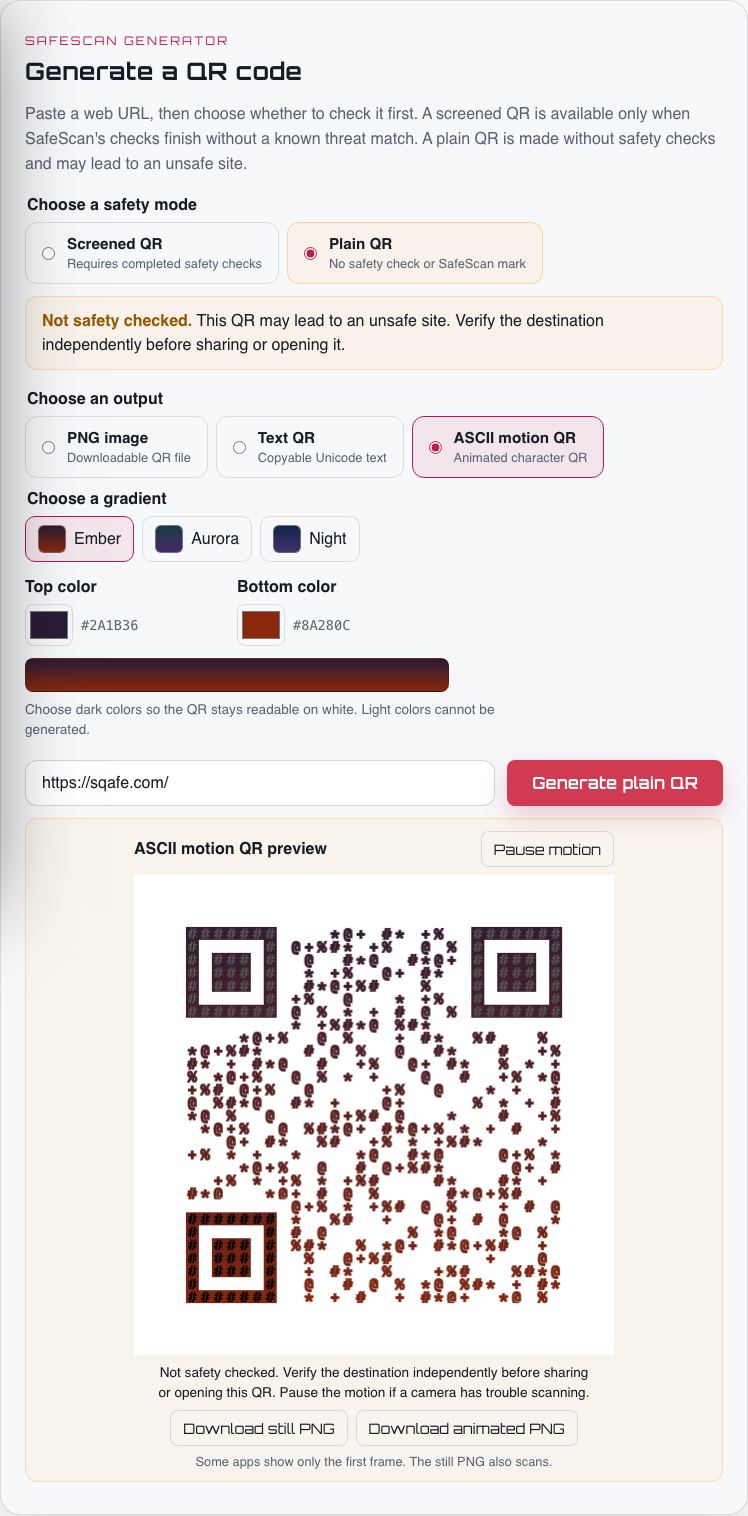 SAFESCAN GENERATOR
Generate a QR code
Paste a web URL, then choose whether to check it first. A screened QR is available only when
SafeScan's checks finish without a known threat match. A plain QR is made without safety checks
and may lead to an unsafe site.
Choose a safety mode
Screened QR
Requires completed safety checks
Plain QR
No safety check or SafeScan mark
Not safety checked. This QR may lead to an unsafe site. Verify the destination
independently before sharing or opening it.
Choose an output
PNG image
Downloadable QR file
Text QR
Copyable Unicode text
ASCII motion QR
Animated character QR
Choose a gradient
Ember
Aurora
Night
Top color
Bottom color
#2A1B36
#8A280C
Choose dark colors so the QR stays readable on white. Light colors cannot be
generated.
https://sqafe.com/
Generate plain QR
ASCII motion QR preview
Pause motion
Not safety checked. Verify the destination independently before sharing
or opening this QR. Pause the motion if a camera has trouble scanning.
Download still PNG
Download animated PNG
Some apps show only the first frame. The still PNG also scans.